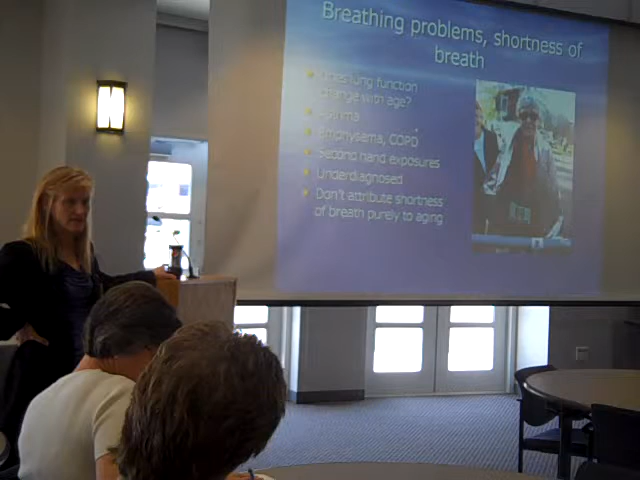 Breathing problems, shortness of
breath
Does lung function
change with age?
Asthma
Emphysema, COPD
Second hand exposures
Underdiagnosed
Don't attribute shortness
of breath purely to aging